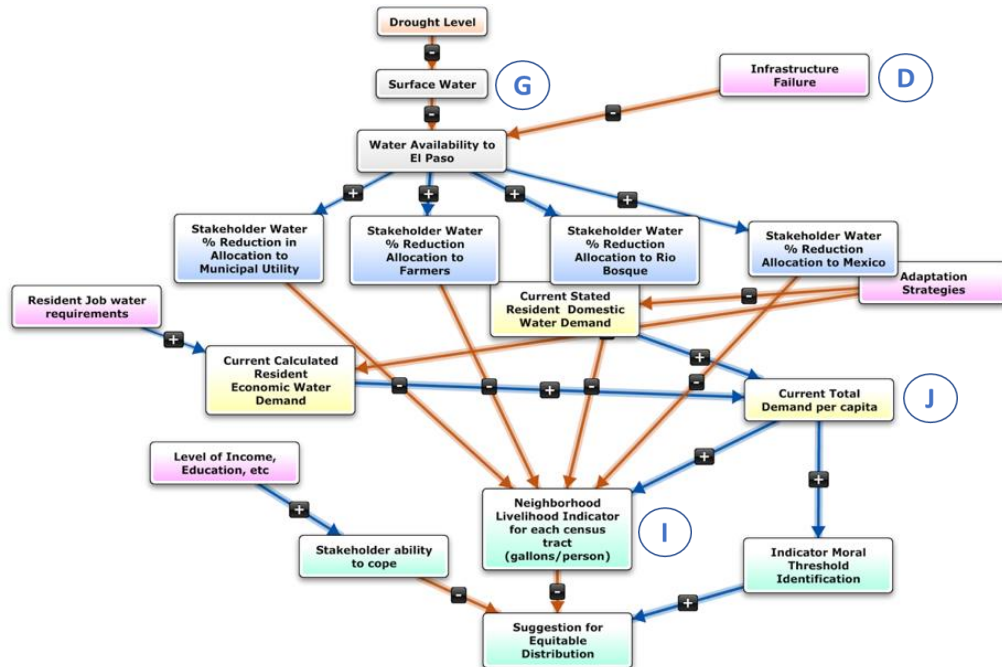 Drought Level
-
Surface Water
G
Infrastructure
Failure
D
-
-
Water Availability to
El Paso
+
+
+
+
Stakeholder Water
% Reduction in
Allocation to
Municipal Utility
Stakeholder Water
% Reduction
Allocation to
Farmers
Stakeholder Water
% Reduction
Allocation to Rio
Bosque
Stakeholder Water
% Reduction
Allocation to Mexico
Adaptation
Strategies
Resident Job water
requirements
Current Stated
Resident Domestic
Water Demand
-
-
+
+
Current Calculated
Resident
Economic Water
Demand
-
-
-
+
-
-
Current Total
Demand per capita
J
Level of Income,
Education, etc
+
+
+
Neighborhood
Livelihood Indicator
for each census
tract
(gallons/person)
I
Stakeholder ability
to cope
Indicator Moral
Threshold
Identification
-
-
+
Suggestion for
Equitable
Distribution